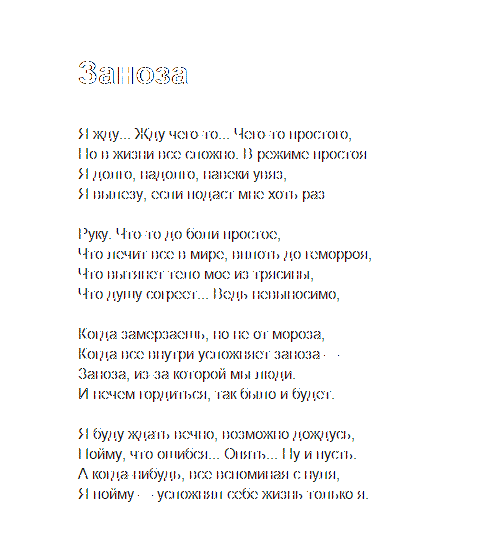 Заноза
Я жду... Жду чего-то... Чего-то простого,
Но в жизни все сложно. В режиме простоя
Я долго, надолго, навеки увяз,
Я вылезу, если подаст мне хоть раз
Руку. Что-то до боли простое,
Что лечит все в мире, вплоть до геморроя,
Что вытянет тело мое из трясины,
Что душу согреет... Ведь невыносимо,
Когда замерзаешь, но не от мороза,
Когда все внутри усложняет заноза —
Заноза, из-за которой мы люди.
И нечем гордиться, так было и будет.
Я буду ждать вечно, возможно дождусь,
Пойму, что ошибся... Опять... Ну и пусть.
А когда-нибудь, все вспоминая с нуля,
Я пойму — усложнял себе жизнь только я.